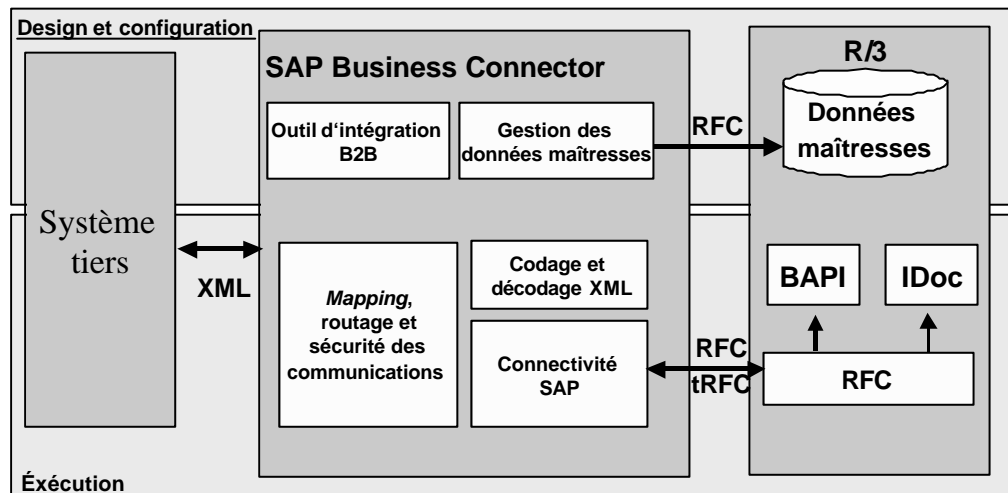 Design et configuration
SAP Business Connector
R/3
Outil d‘intégration
B2B
Gestion des
données maîtresses
RFC
Données
maîtresses
Système
tiers
XML
Mapping,
routage et
sécurité des
communications
Codage et
décodage XML
Connectivité
SAP
RFC
tRFC
BAPI
IDoc
RFC
Éxécution